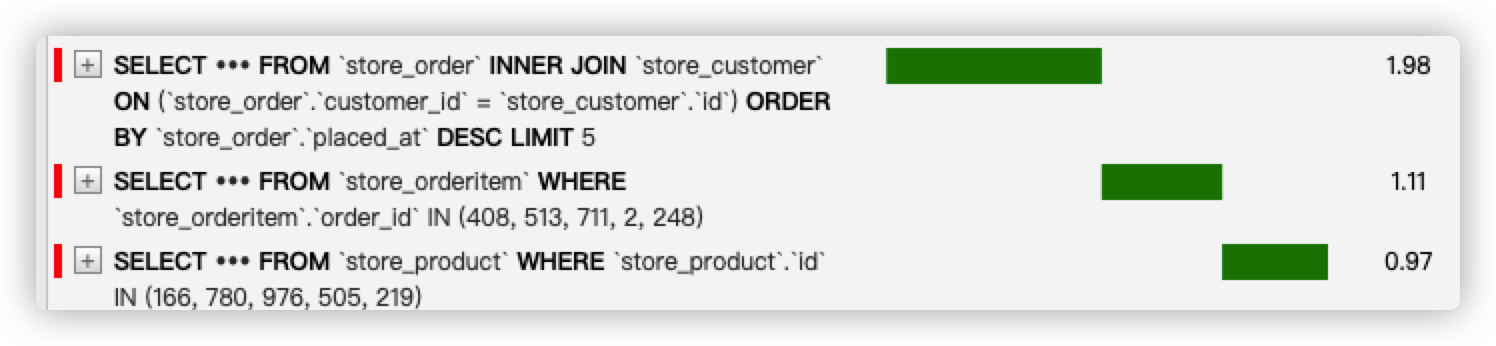 SELECT ••• FROM `store_order` INNER JOIN `store_customer` 1.98
ON (`store_order`.`customer_id` = `store_customer`.`id`) ORDER
BY `store_order`.`placed_at` DESC LIMIT 5
SELECT ••• FROM `store_orderitem` WHERE 1.11
`store_orderitem`.`order_id` IN (408, 513, 711, 2, 248)
SELECT ••• FROM `store_product` WHERE `store_product`.`id` 0.97
IN (166, 780, 976, 505, 219)